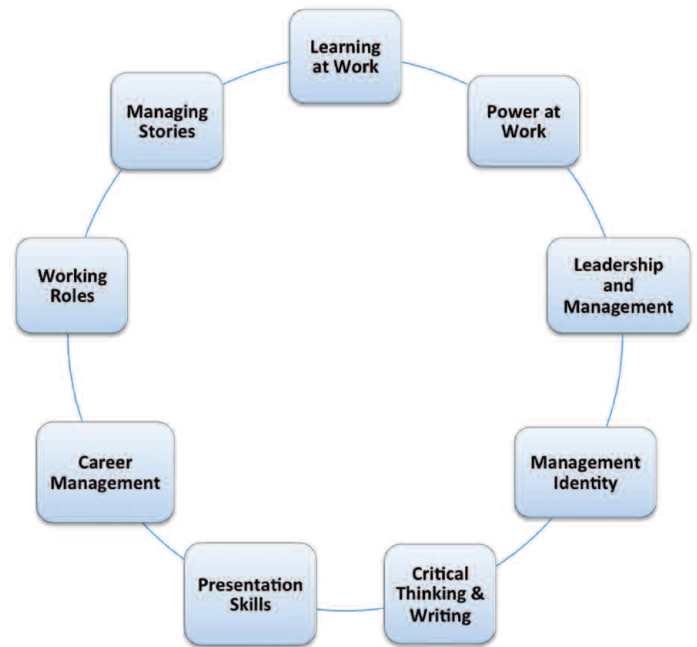 Learning
at Work
Power at
Work
Leadership
and
Management
Management
Identity
Critical
Thinking &
Writing
Presentation
Skills
Career
Management
Working
Roles
Managing
Stories